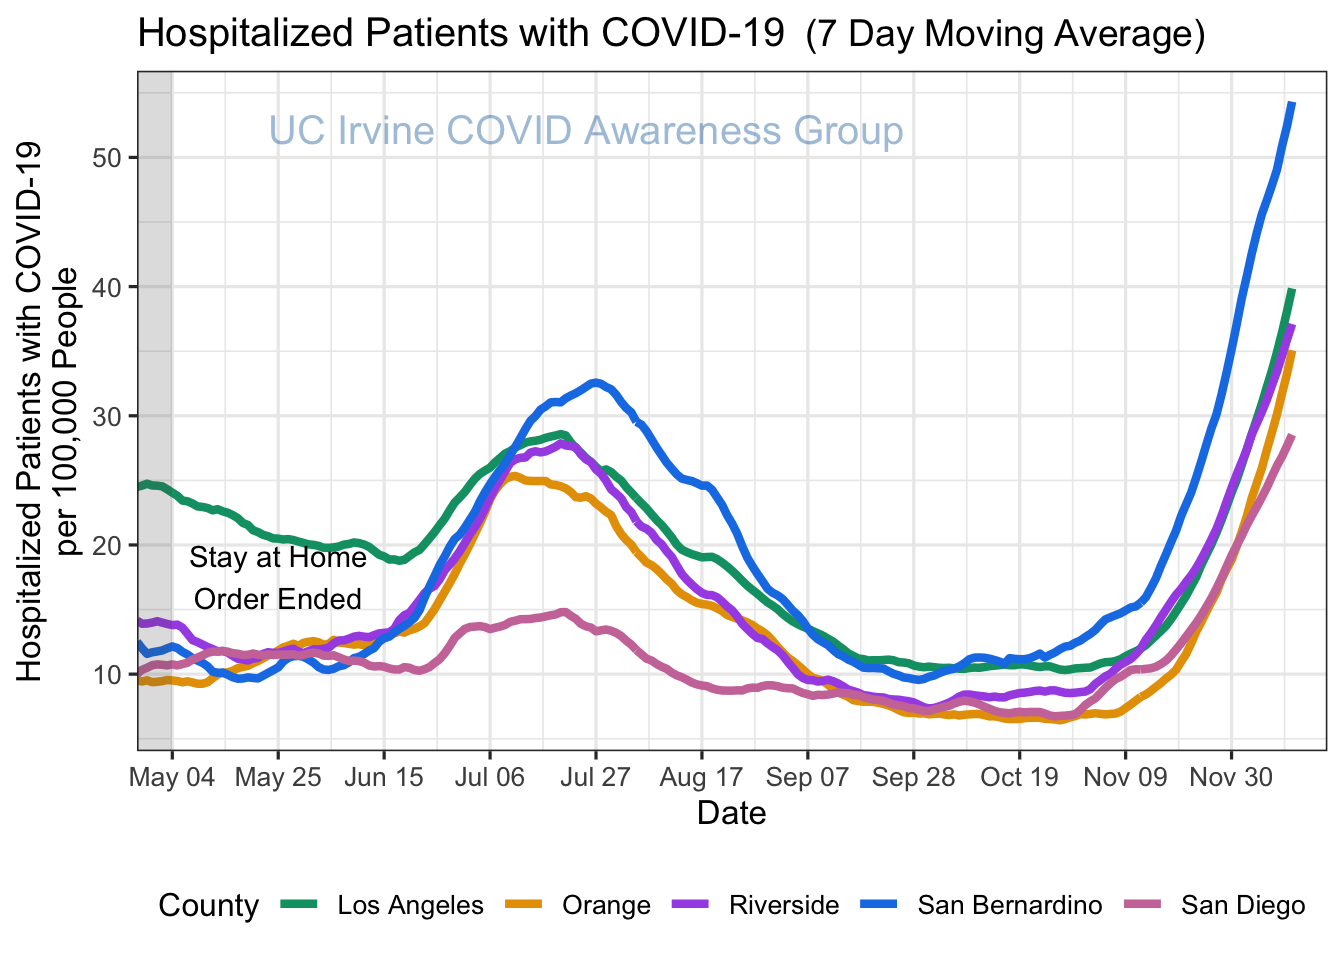 Hospitalized Patients with COVID-19 (7 Day Moving Average)
UC Irvine COVID Awareness Group
Hospitalized Patients with COVID-19
per 100,000 People
50
40
30
20
10
Stay at Home
Order Ended
May 04 May 25 Jun 15 Jul 06 Jul 27 Aug 17 Sep 07 Sep 28 Oct 19 Nov 09 Nov 30
Date
County Los Angeles Orange Riverside San Bernardino San Diego